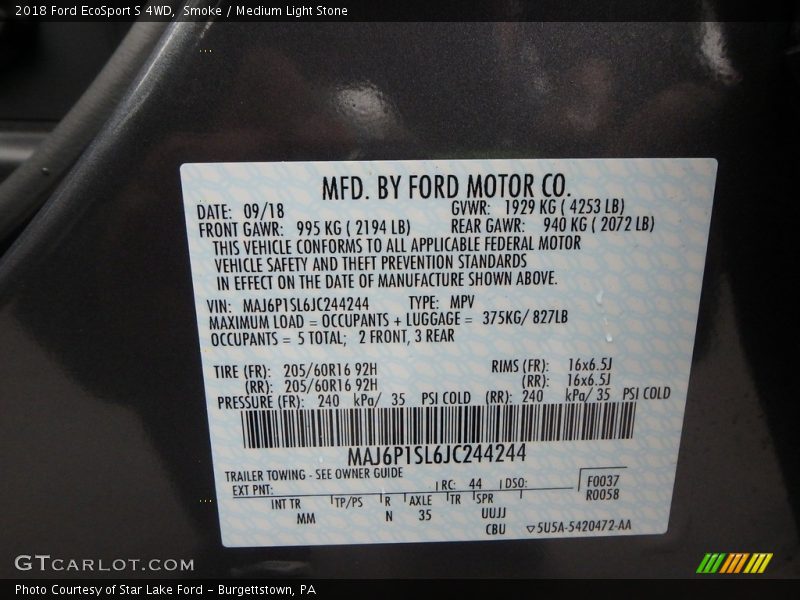 2018 Ford EcoSport S 4WD, Smoke / Medium Light Stone
MFD. BY FORD MOTOR CO.
DATE: 09/18 GVWR: 1929 KG ( 4253 LB)
FRONT GAWR: 995 KG ( 2194 LB) REAR GAWR: 940 KG ( 2072 LB)
THIS VEHICLE CONFORMS TO ALL APPLICABLE FEDERAL MOTOR
VEHICLE SAFETY AND THEFT PREVENTION STANDARDS
IN EFFECT ON THE DATE OF MANUFACTURE SHOWN ABOVE.
VIN: MAJ6P1SL6JC244244 TYPE: MPV
MAXIMUM LOAD = OCCUPANTS + LUGGAGE = 375KG/ 827LB
OCCUPANTS = 5 TOTAL; 2 FRONT, 3 REAR
TIRE (FR): 205/60R16 92H RIMS (FR): 16x6.5J
(RR): 205/60R16 92H (RR): 16x6.5J
PRESSURE (FR): 240 kPa/ 35 PSI COLD (RR): 240 kPa/ 35 PSI COLD
MAJ6P1SL6JC244244
TRAILER TOWING - SEE OWNER GUIDE
EXT PNT: RC: 44 DSO: F0037
R0058
INT TR TP/PS R AXLE TR SPR
MM N 35 UUJJ
CBU ▽5U5A-5420472-AA
GTCARLOT.COM
Photo Courtesy of Star Lake Ford - Burgettstown, PA